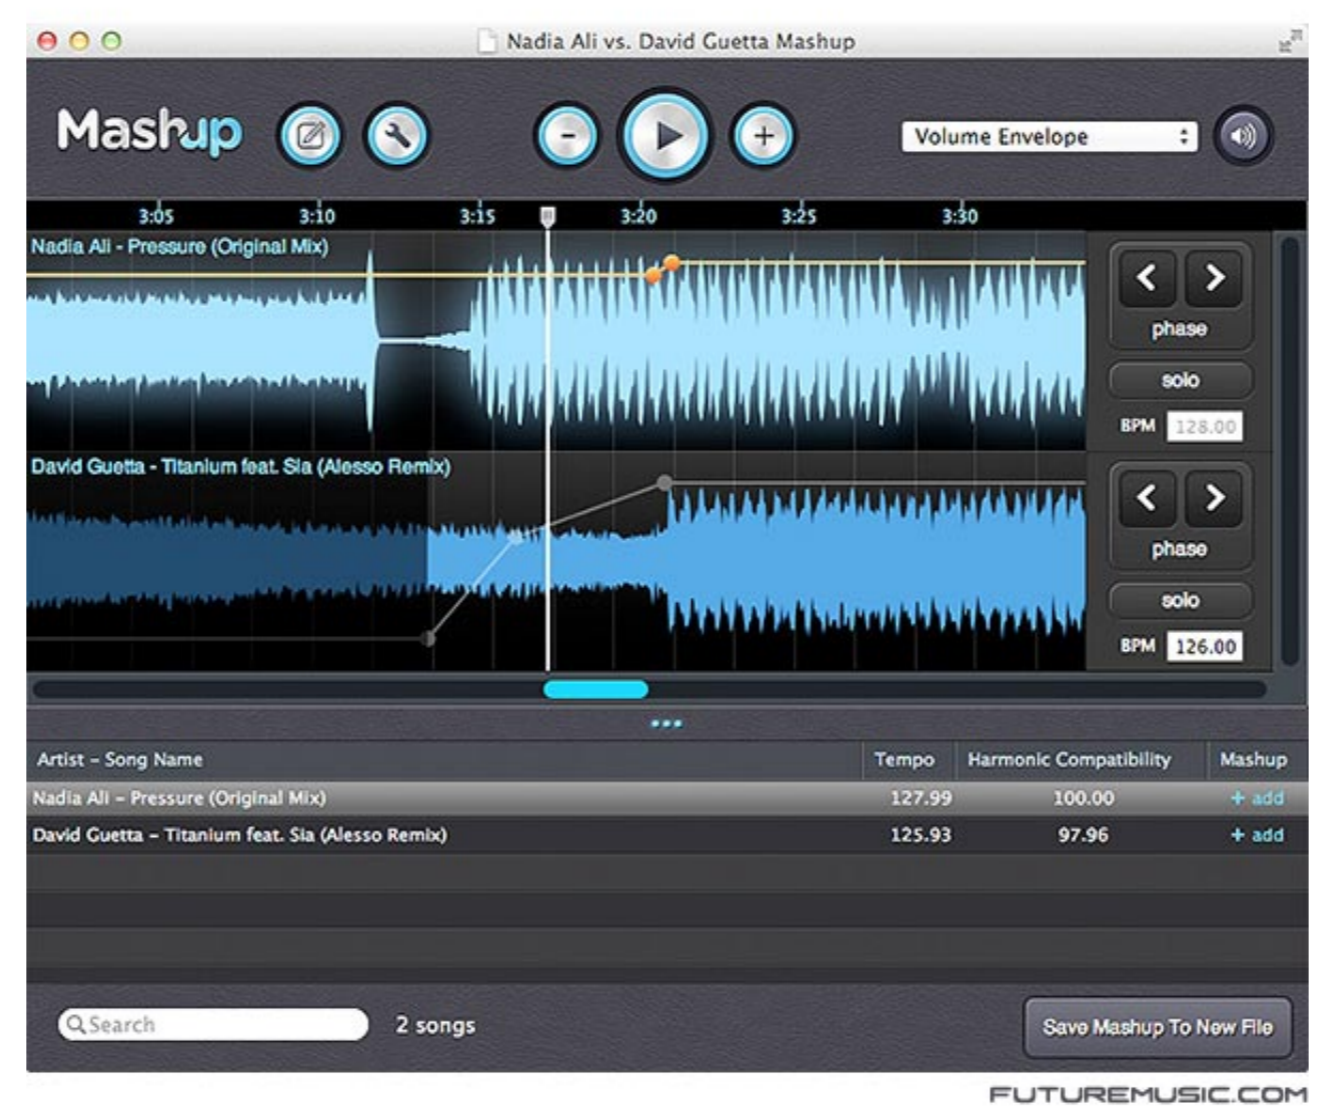 Nadia Ali vs. David Guetta Mashup
Mashup
Volume Envelope
3:05 3:10 3:15 3:20 3:25 3:30
Nadia Ali - Pressure (Original Mix)
phase
solo
BPM 128.00
David Guetta - Titanium feat. Sia (Alesso Remix)
phase
solo
BPM 126.00
Artist – Song Name Tempo Harmonic Compatibility Mashup
Nadia Ali – Pressure (Original Mix) 127.99 100.00 + add
David Guetta – Titanium feat. Sia (Alesso Remix) 125.93 97.96 + add
Search 2 songs Save Mashup To New File
FUTUREMUSIC.COM